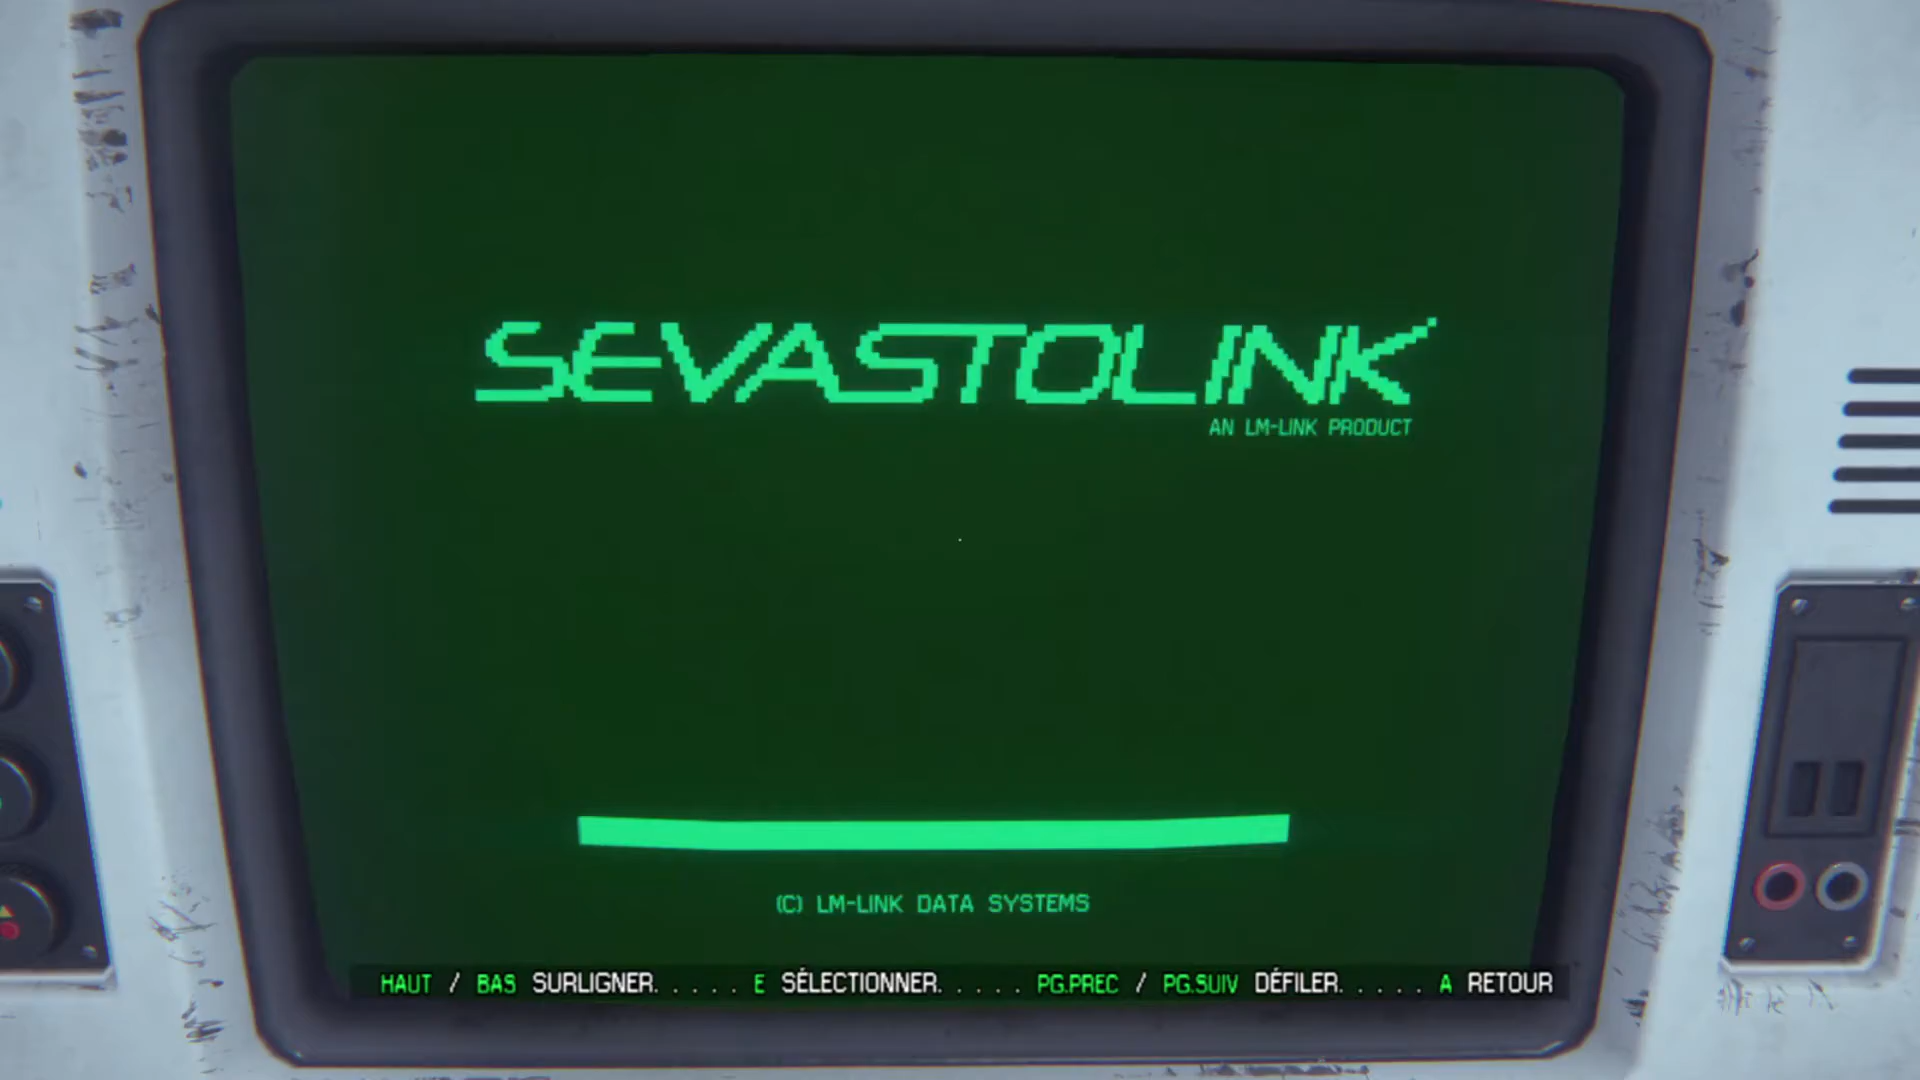 SEVASTOLINK
AN LM-LINK PRODUCT
(C) LM-LINK DATA SYSTEMS
HAUT / BAS SURLIGNER. . . . . E SÉLECTIONNER. . . . . PG.PREC / PG.SUIV DÉFILER. . . . . A RETOUR